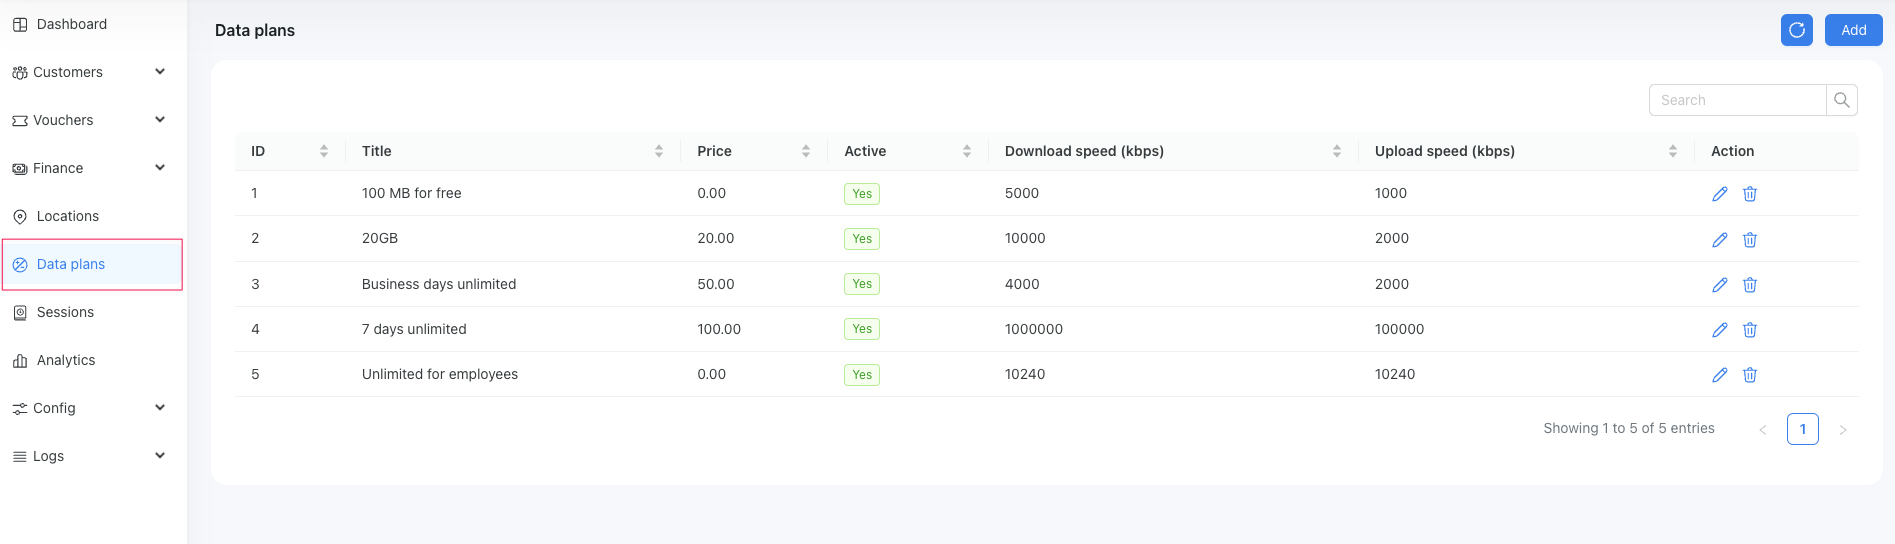 Dashboard
Customers
Vouchers
Finance
Locations
Data plans
Sessions
Analytics
Config
Logs
Data plans
Add
Search
ID Title Price Active Download speed (kbps) Upload speed (kbps) Action
1 100 MB for free 0.00 Yes 5000 1000
2 20GB 20.00 Yes 10000 2000
3 Business days unlimited 50.00 Yes 4000 2000
4 7 days unlimited 100.00 Yes 1000000 100000
5 Unlimited for employees 0.00 Yes 10240 10240
Showing 1 to 5 of 5 entries < 1 >